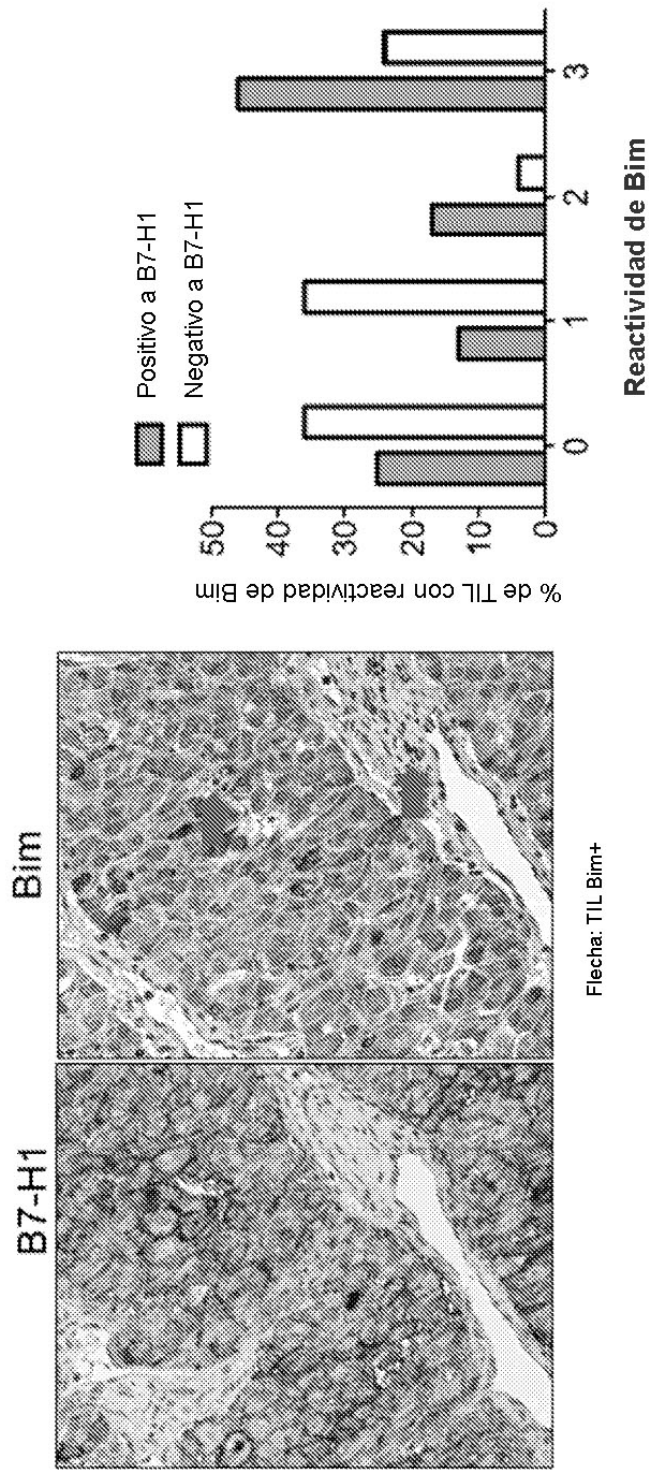 B7-H1
Bim
Flecha: TIL Bim+
Positivo a B7-H1
Negativo a B7-H1
% de TIL con reactividad de Bim
50
40
30
20
10
0
0
1
2
3
Reactividad de Bim